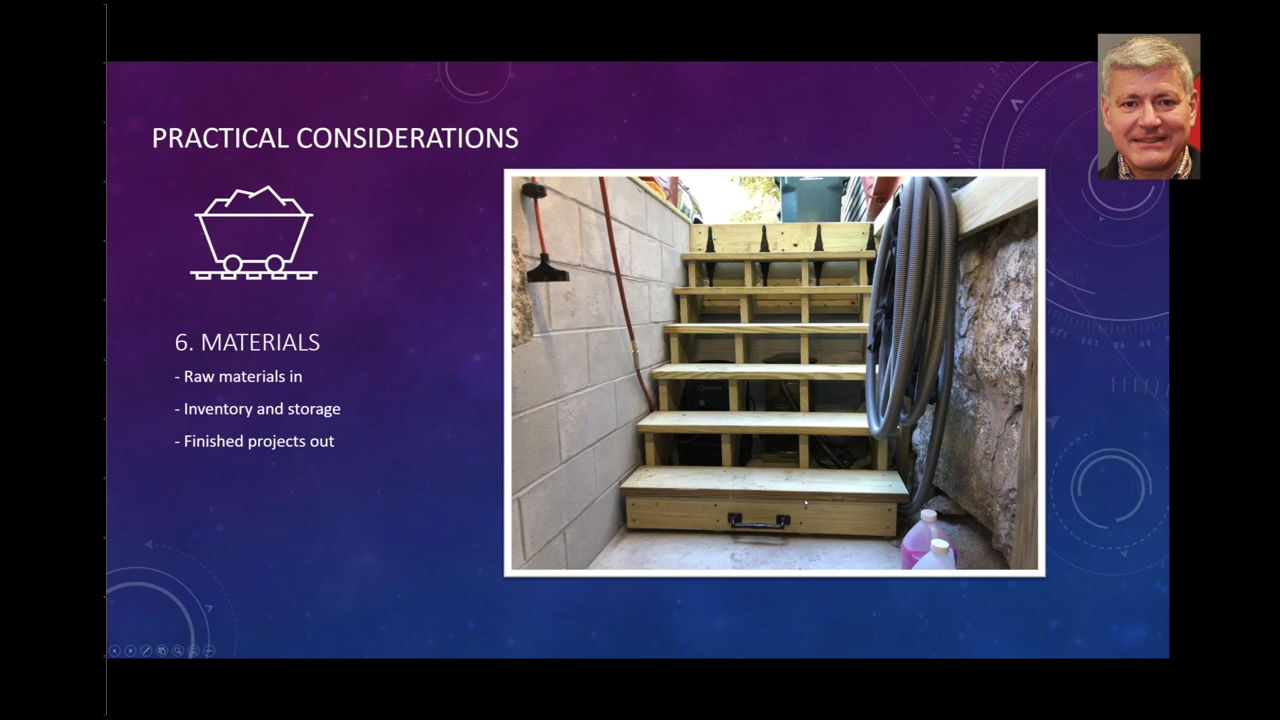 PRACTICAL CONSIDERATIONS
6. MATERIALS
- Raw materials in
- Inventory and storage
- Finished projects out